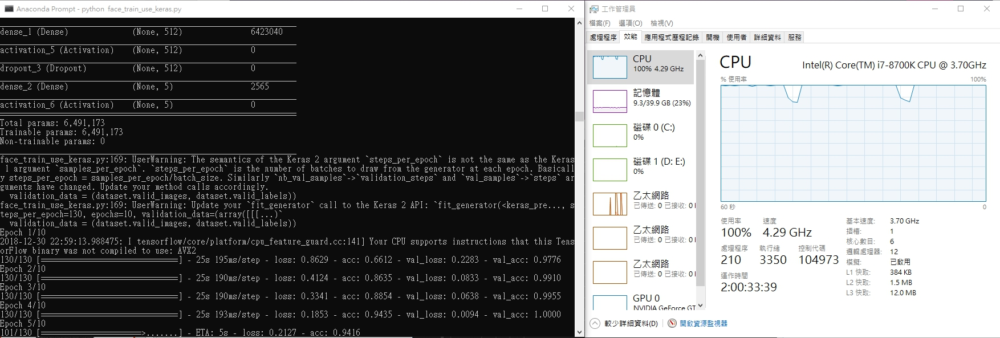 Anaconda Prompt - python  face_train_use_keras.py
dense_1 (Dense)              (None, 512)               6423040
activation_5 (Activation)    (None, 512)               0
dropout_3 (Dropout)          (None, 512)               0
dense_2 (Dense)              (None, 5)                 2565
activation_6 (Activation)    (None, 5)                 0
Total params: 6,491,173
Trainable params: 6,491,173
Non-trainable params: 0
face_train_use_keras.py:169: UserWarning: The semantics of the Keras 2 argument `steps_per_epoch` is not the same as the Keras
 1 argument `samples_per_epoch`. `steps_per_epoch` is the number of batches to draw from the generator at each epoch. Basicall
y steps_per_epoch = samples_per_epoch/batch_size. Similarly `nb_val_samples`->`validation_steps` and `val_samples`->`steps` ar
guments have changed. Update your method calls accordingly.
  validation_data = (dataset.valid_images, dataset.valid_labels))
face_train_use_keras.py:169: UserWarning: Update your `fit_generator` call to the Keras 2 API: `fit_generator(<keras_pre..., s
teps_per_epoch=130, epochs=10, validation_data=(array([[[...)`
  validation_data = (dataset.valid_images, dataset.valid_labels))
Epoch 1/10
2018-12-30 22:59:13.988475: I tensorflow/core/platform/cpu_feature_guard.cc:141] Your CPU supports instructions that this Tens
orFlow binary was not compiled to use: AVX2
130/130 [==============================] - 25s 195ms/step - loss: 0.8629 - acc: 0.6612 - val_loss: 0.2283 - val_acc: 0.9776
Epoch 2/10
130/130 [==============================] - 25s 190ms/step - loss: 0.4124 - acc: 0.8635 - val_loss: 0.0833 - val_acc: 0.9910
Epoch 3/10
130/130 [==============================] - 25s 190ms/step - loss: 0.3341 - acc: 0.8854 - val_loss: 0.0638 - val_acc: 0.9955
Epoch 4/10
130/130 [==============================] - 25s 193ms/step - loss: 0.1853 - acc: 0.9435 - val_loss: 0.0094 - val_acc: 1.0000
Epoch 5/10
101/130 [======================>.......] - ETA: 5s - loss: 0.2127 - acc: 0.9416
工作管理員
檔案(F) 選項(O) 檢視(V)
處理程序 效能 應用程式歷程記錄 開機 使用者 詳細資料 服務
CPU
100% 4.29 GHz
記憶體
9.3/39.9 GB (23%)
磁碟 0 (C:)
0%
磁碟 1 (D: E:)
0%
乙太網路
已傳送: 0 已接收: 0
乙太網路
已傳送: 0 已接收: 0
乙太網路
已傳送: 0 已接收: 0
GPU 0
NVIDIA GeForce GT
CPU
Intel(R) Core(TM) i7-8700K CPU @ 3.70GHz
% 使用率 100%
60 秒 0
使用率 速度
100% 4.29 GHz
處理程序 執行緒 控制代碼
210 3350 104973
運作時間
2:00:33:39
基本速度: 3.70 GHz
插槽: 1
核心數目: 6
邏輯處理器: 12
模擬: 已啟用
L1 快取: 384 KB
L2 快取: 1.5 MB
L3 快取: 12.0 MB
較少詳細資料(D) 開啟資源監視器